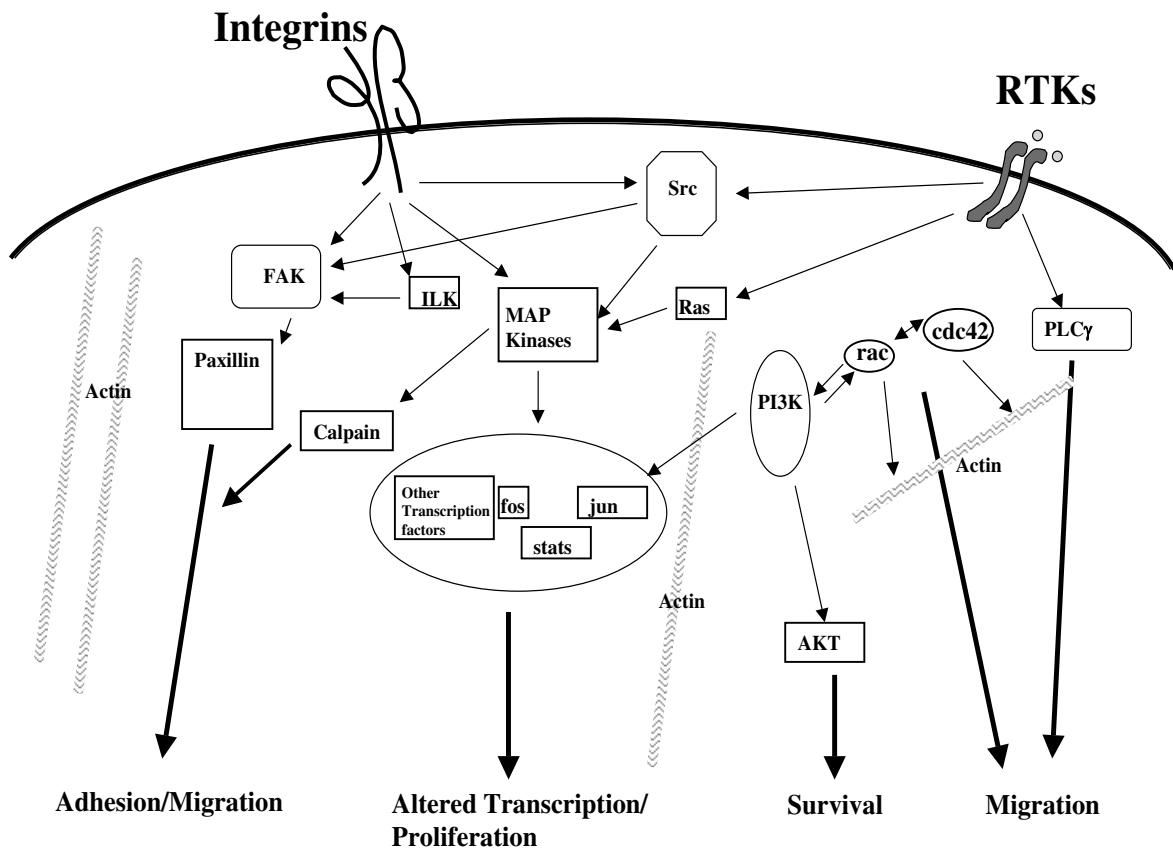 Integrins
RTKs
Src
FAK
ILK
MAP
Kinases
Ras
cdc42
rac
PLCγ
Paxillin
Actin
PI3K
Calpain
Actin
Other
Transcription
factors
fos
jun
stats
Actin
AKT
Adhesion/Migration
Altered Transcription/
Proliferation
Survival
Migration